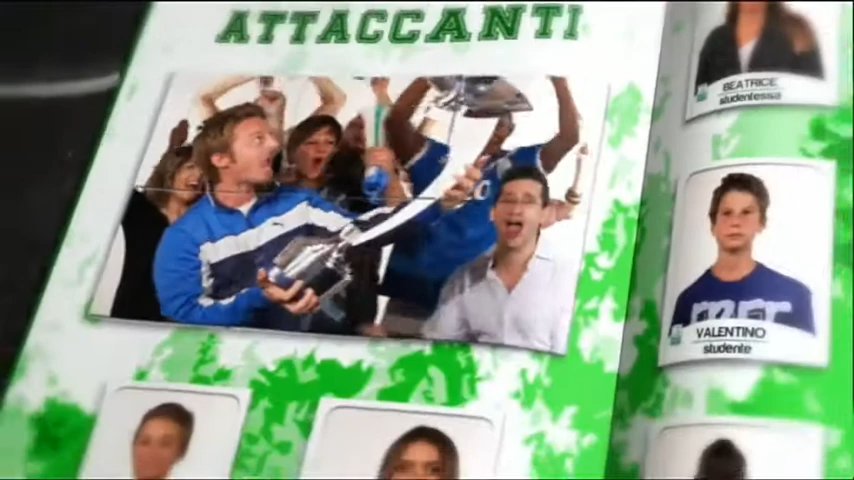 ATTACCANTI
BEATRICE
studentessa
VALENTINO
studente